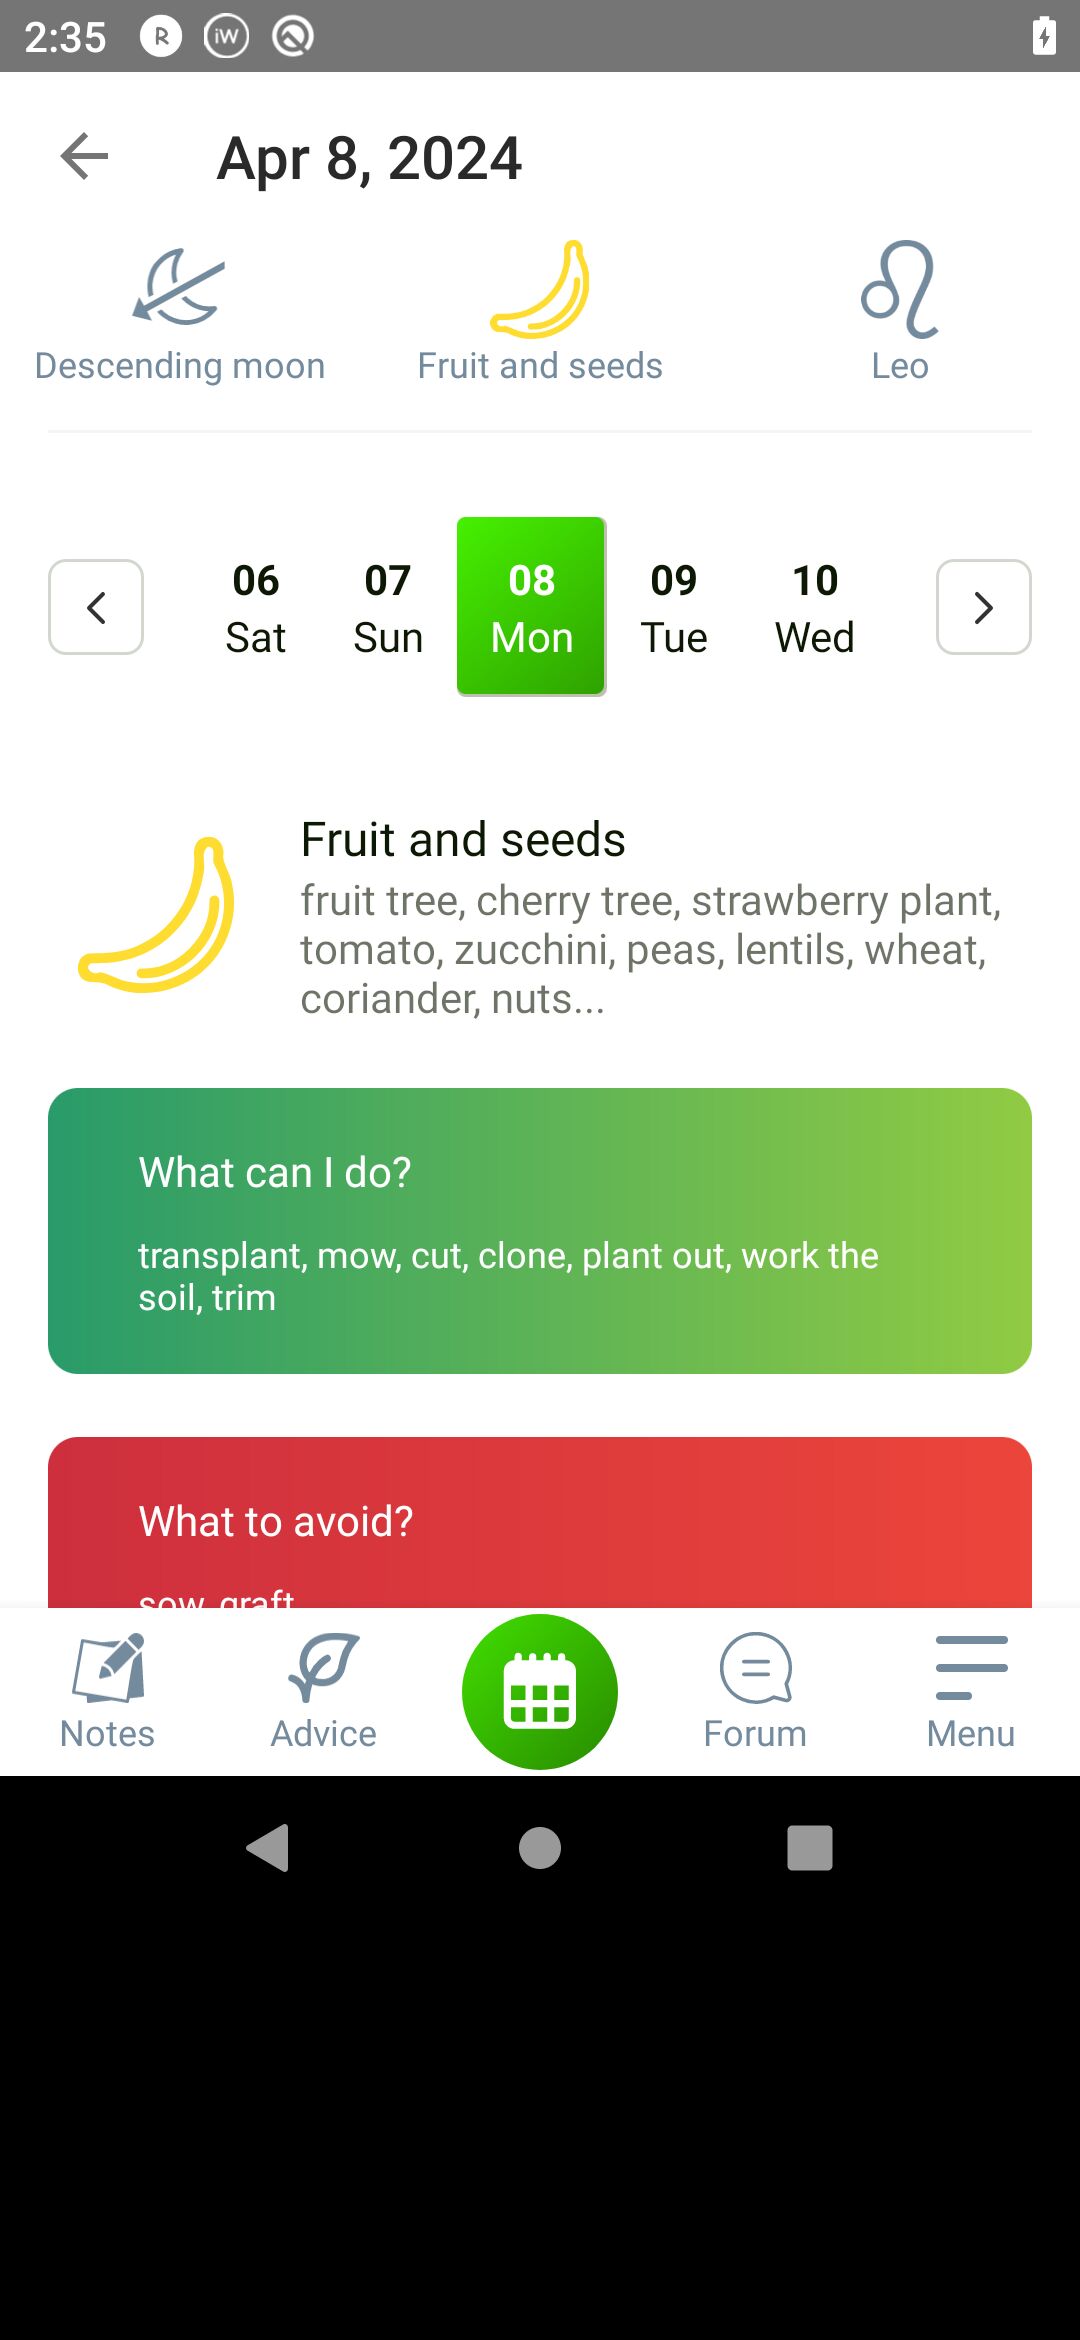 2:35
R
iW
Apr 8, 2024
Descending moon
Fruit and seeds
Leo
06 07 08 09 10
Sat Sun Mon Tue Wed
Fruit and seeds
fruit tree, cherry tree, strawberry plant,
tomato, zucchini, peas, lentils, wheat,
coriander, nuts...
What can I do?
transplant, mow, cut, clone, plant out, work the
soil, trim
What to avoid?
sow, graft
Notes
Advice
Forum
Menu